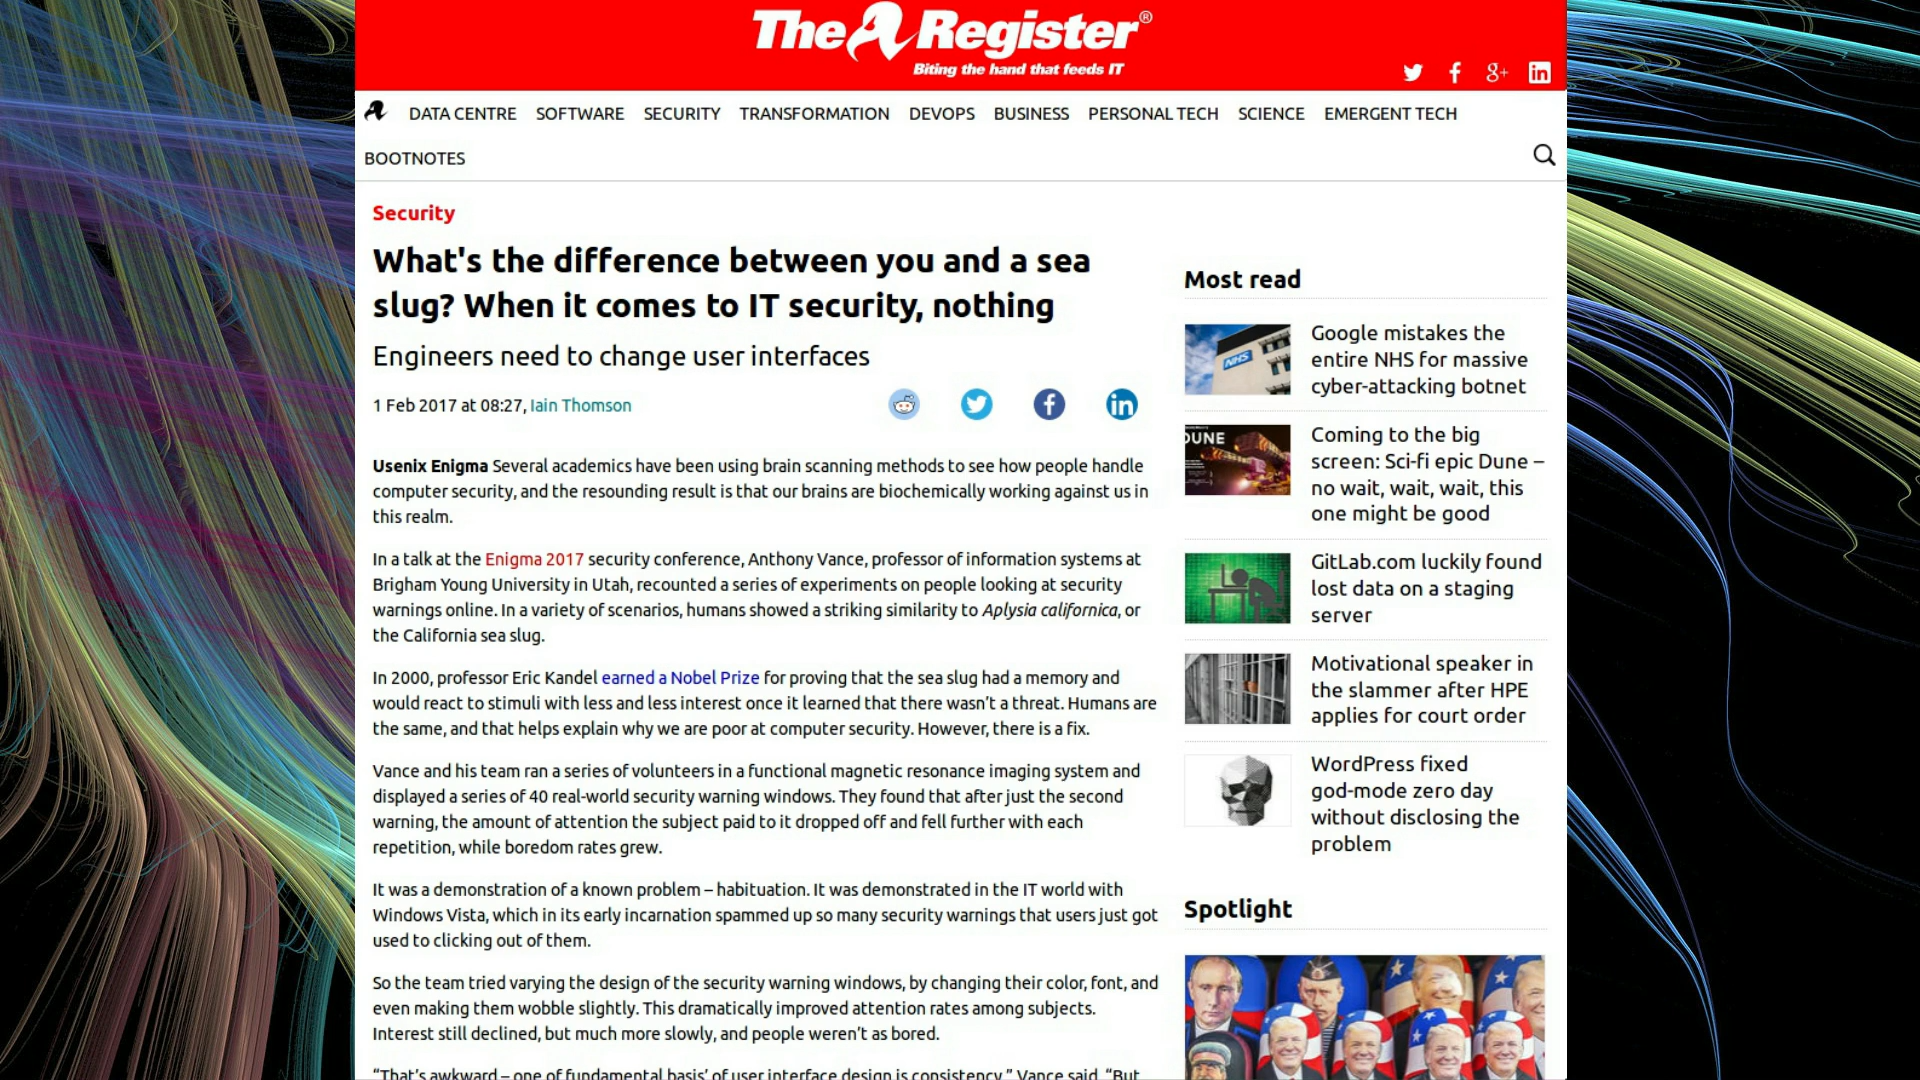 The Register®
Biting the hand that feeds IT
DATA CENTRE SOFTWARE SECURITY TRANSFORMATION DEVOPS BUSINESS PERSONAL TECH SCIENCE EMERGENT TECH
BOOTNOTES
Security
What's the difference between you and a sea
slug? When it comes to IT security, nothing
Engineers need to change user interfaces
1 Feb 2017 at 08:27, Iain Thomson
Usenix Enigma Several academics have been using brain scanning methods to see how people handle
computer security, and the resounding result is that our brains are biochemically working against us in
this realm.
In a talk at the Enigma 2017 security conference, Anthony Vance, professor of information systems at
Brigham Young University in Utah, recounted a series of experiments on people looking at security
warnings online. In a variety of scenarios, humans showed a striking similarity to Aplysia californica, or
the California sea slug.
In 2000, professor Eric Kandel earned a Nobel Prize for proving that the sea slug had a memory and
would react to stimuli with less and less interest once it learned that there wasn't a threat. Humans are
the same, and that helps explain why we are poor at computer security. However, there is a fix.
Vance and his team ran a series of volunteers in a functional magnetic resonance imaging system and
displayed a series of 40 real-world security warning windows. They found that after just the second
warning, the amount of attention the subject paid to it dropped off and fell further with each
repetition, while boredom rates grew.
It was a demonstration of a known problem – habituation. It was demonstrated in the IT world with
Windows Vista, which in its early incarnation spammed up so many security warnings that users just got
used to clicking out of them.
So the team tried varying the design of the security warning windows, by changing their color, font, and
even making them wobble slightly. This dramatically improved attention rates among subjects.
Interest still declined, but much more slowly, and people weren't as bored.
“That's awkward – one of fundamental basis' of user interface design is consistency,” Vance said. “But
Most read
NHS
Google mistakes the
entire NHS for massive
cyber-attacking botnet
DUNE
Coming to the big
screen: Sci-fi epic Dune –
no wait, wait, wait, this
one might be good
GitLab.com luckily found
lost data on a staging
server
Motivational speaker in
the slammer after HPE
applies for court order
WordPress fixed
god-mode zero day
without disclosing the
problem
Spotlight